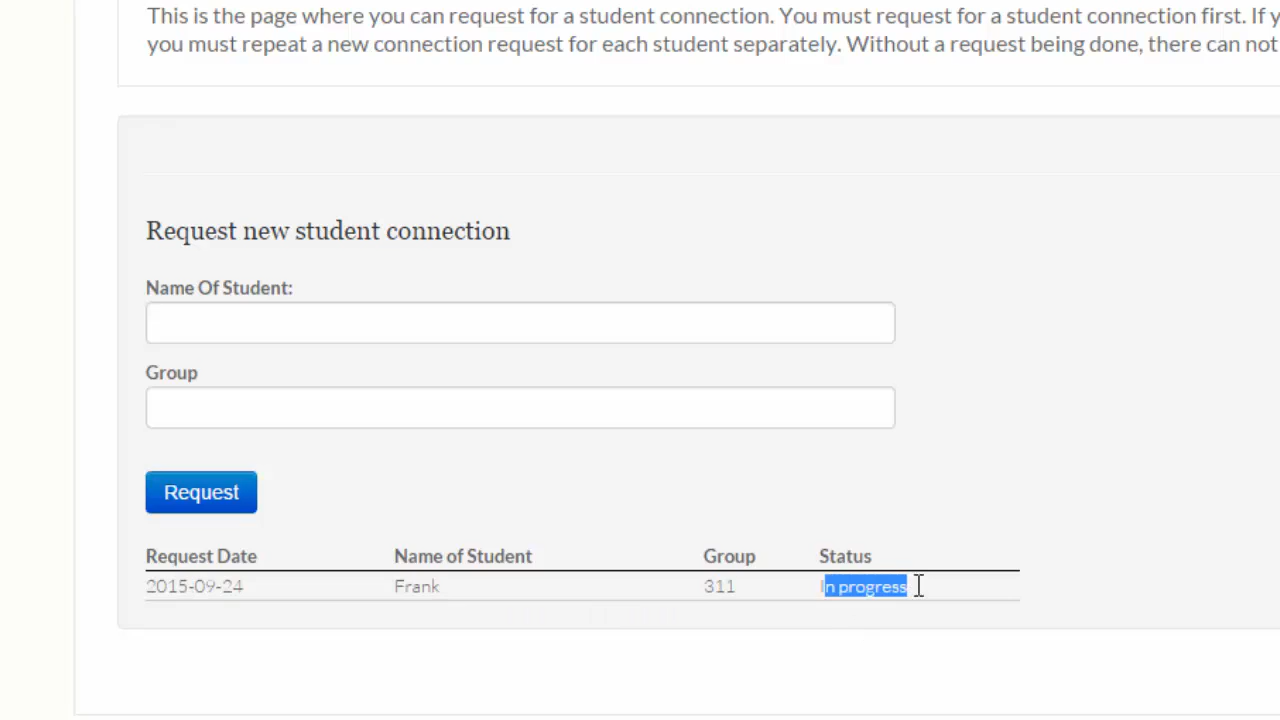 This is the page where you can request for a student connection. You must request for a student connection first. If
you must repeat a new connection request for each student separately. Without a request being done, there can not
Request new student connection
Name Of Student:
Group
Request
Request Date Name of Student Group Status
2015-09-24 Frank 311 In progress